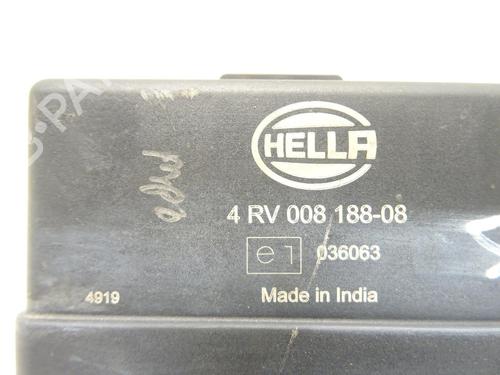 HELLA
4 RV 008 188-08
e1 036063
4919 Made in India